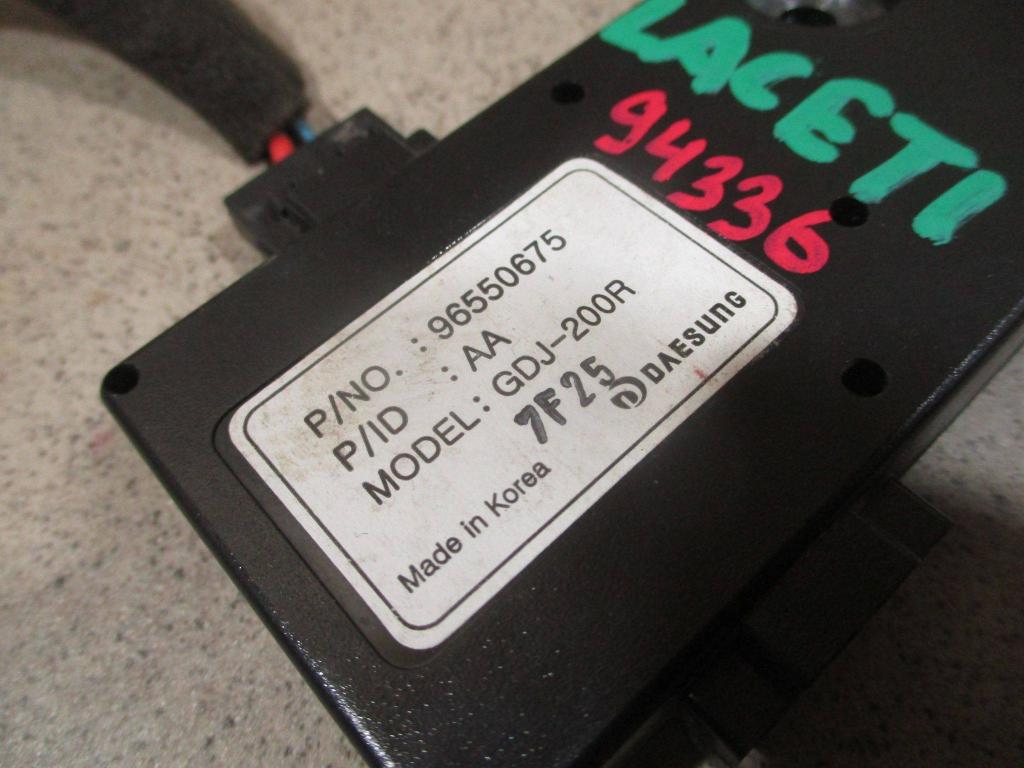 LACETI
94336
P/NO. : 96550675
P/ID : AA
MODEL : GDJ-200R
7F25
DAESUNG
Made in Korea